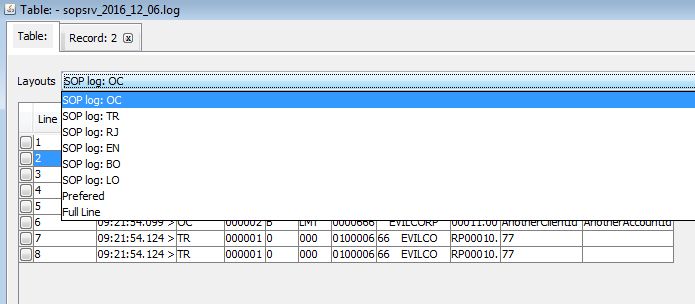 Table: - sopsrv_2016_12_06.log
Table: Record: 2
Layouts SOP log: OC
SOP log: OC
Line
SOP log: TR
SOP log: RJ
1
SOP log: EN
2
SOP log: BO
3
SOP log: LO
4
Prefered
5
Full Line
6 09:21:54.099 > OC 000002 B LMT 0000666 EVILCORP 00011.00 AnotherClientId AnotherAccountId
7 09:21:54.124 > TR 000001 0 000 0100006 66 EVILCO RP00010. 77
8 09:21:54.124 > TR 000001 0 000 0100006 66 EVILCO RP00010. 77